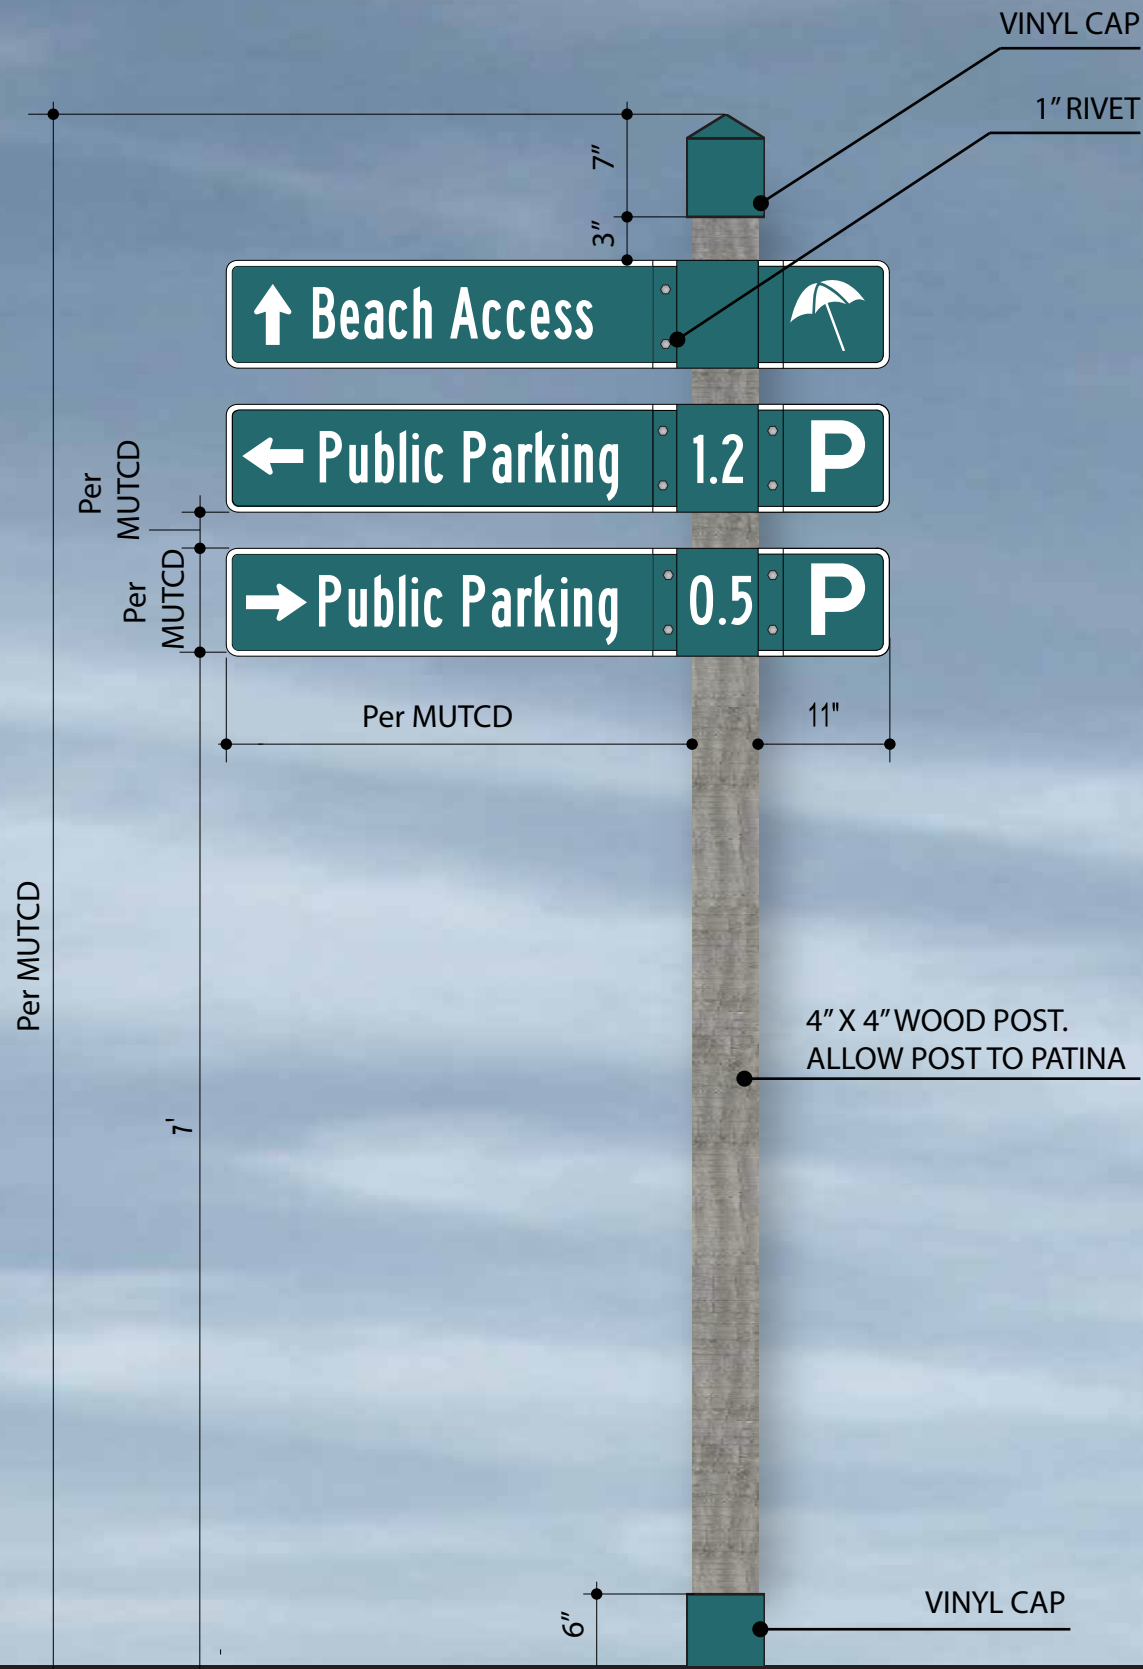 VINYL CAP
1” RIVET
7”
3”
Beach Access
Public Parking 1.2 P
Per
MUTCD
Public Parking 0.5 P
Per
MUTCD
Per MUTCD
11"
Per MUTCD
4” X 4” WOOD POST.
ALLOW POST TO PATINA
7'
6”
VINYL CAP